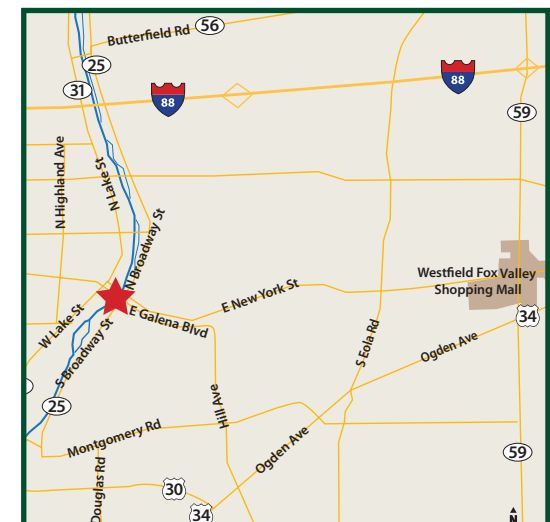 Butterfield Rd
56
25
31
88
88
59
N Highland Ave
N Lake St
N Broadway St
Westfield Fox Valley
Shopping Mall
E New York St
E Galena Blvd
W Lake St
S Broadway St
34
S Eola Rd
Ogden Ave
25
Hill Ave
Montgomery Rd
Ogden Ave
59
Douglas Rd
30
34
N